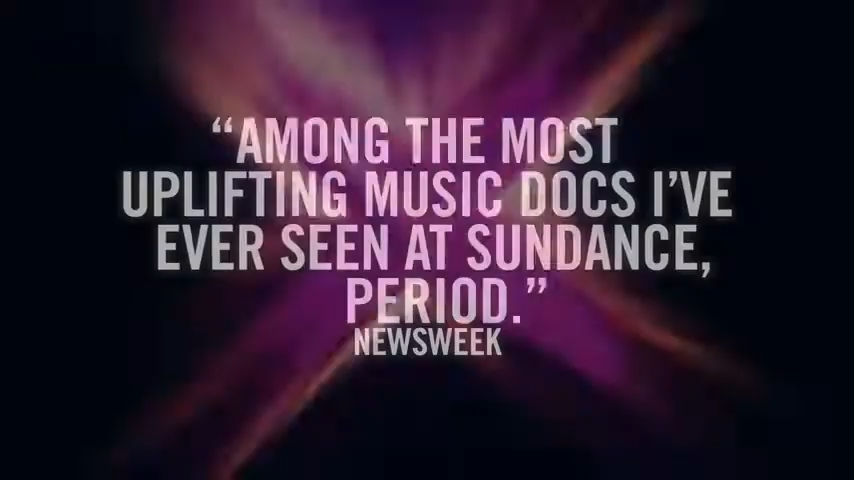 “AMONG THE MOST
UPLIFTING MUSIC DOCS I’VE
EVER SEEN AT SUNDANCE,
PERIOD.”
NEWSWEEK